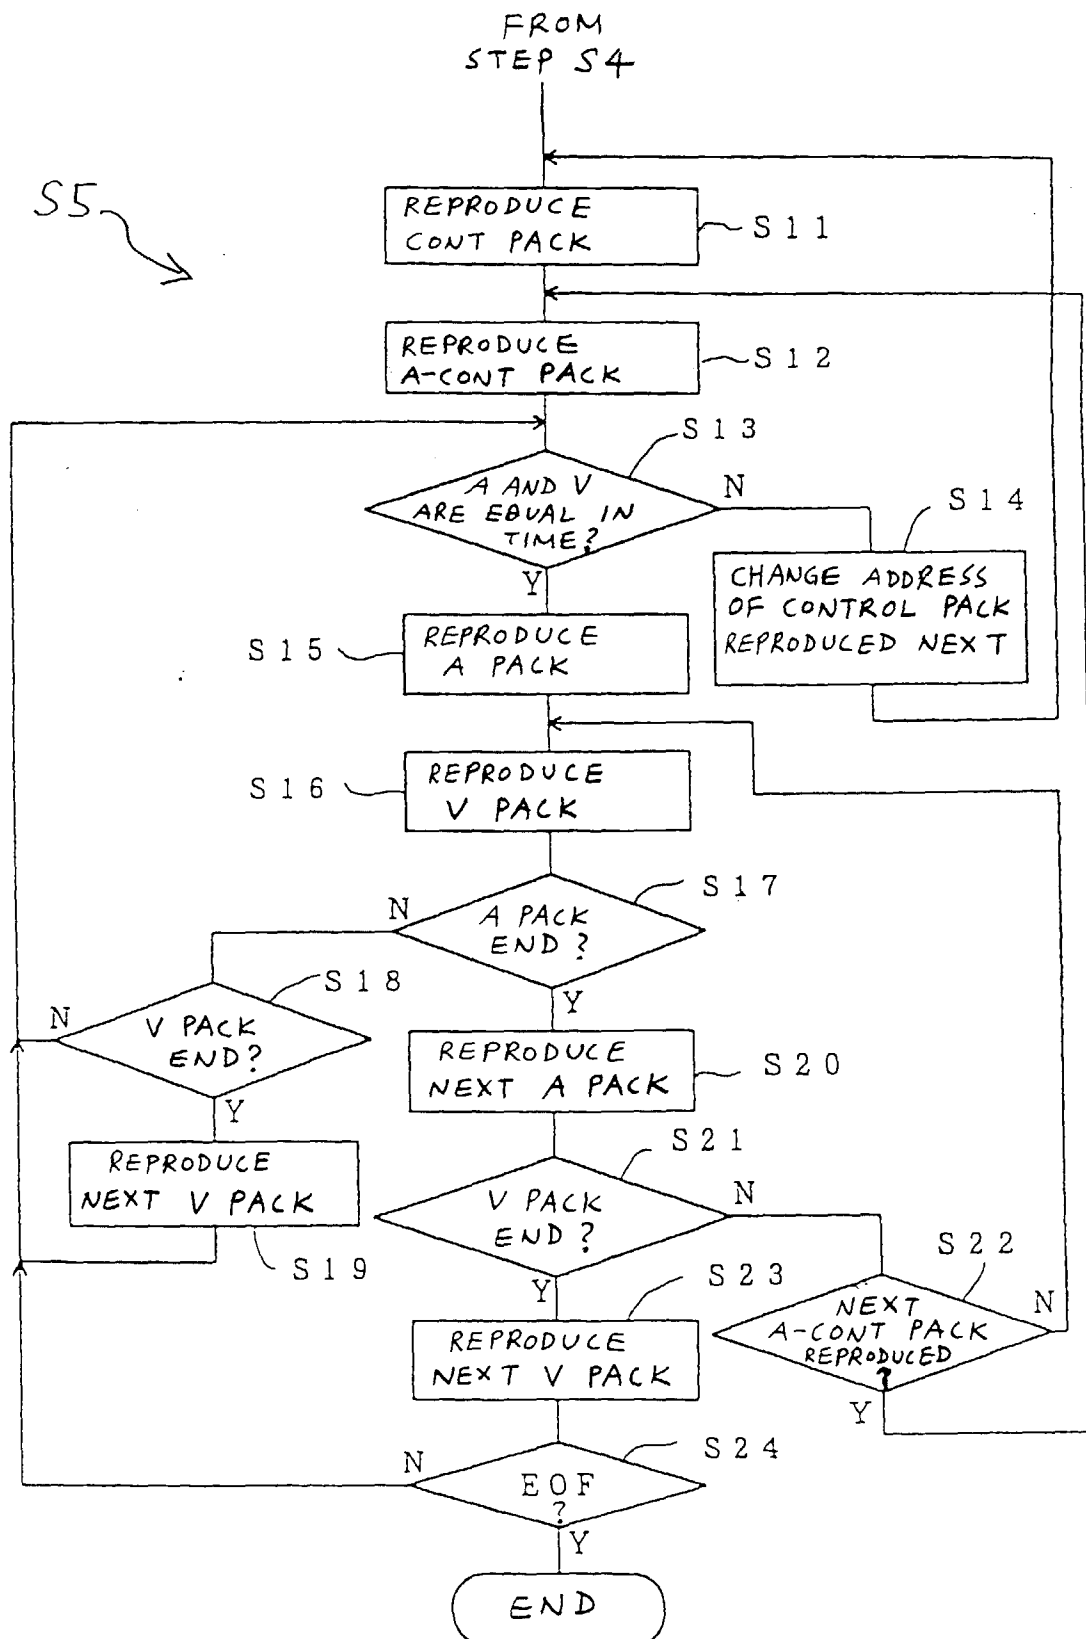 FROM
STEP S4
S5
REPRODUCE
CONT PACK
S11
REPRODUCE
A-CONT PACK
S12
S13
A AND V
ARE EQUAL IN
TIME?
N
Y
S14
CHANGE ADDRESS
OF CONTROL PACK
REPRODUCED NEXT
S15
REPRODUCE
A PACK
S16
REPRODUCE
V PACK
S17
A PACK
END?
N
Y
S18
V PACK
END?
N
Y
REPRODUCE
NEXT A PACK
S20
REPRODUCE
NEXT V PACK
S19
S21
V PACK
END?
N
Y
S22
NEXT
A-CONT PACK
REPRODUCED
?
N
Y
S23
REPRODUCE
NEXT V PACK
S24
EOF
?
N
Y
END